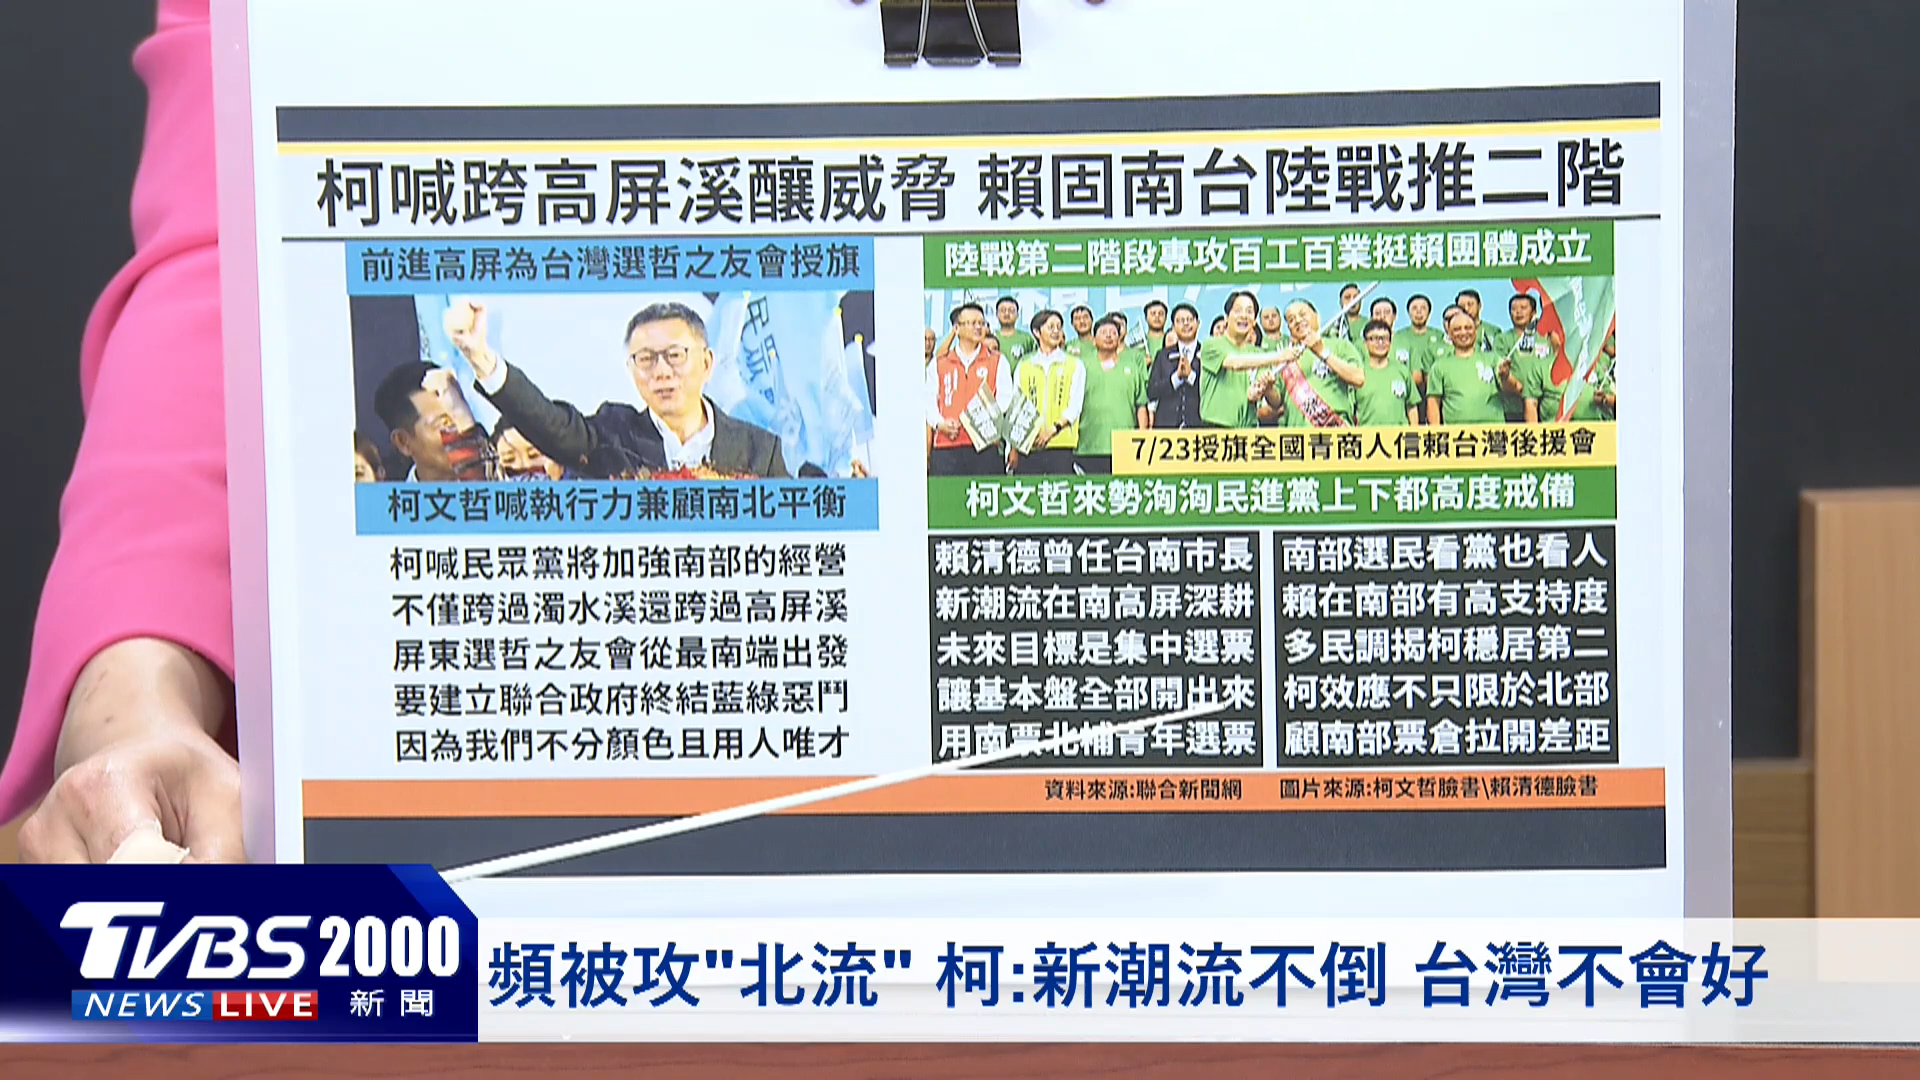 柯喊跨高屏溪釀威脅 賴固南台陸戰推二階
前進高屏為台灣選哲之友會授旗
柯文哲喊執行力兼顧南北平衡
柯喊民眾黨將加強南部的經營
不僅跨過濁水溪還跨過高屏溪
屏東選哲之友會從最南端出發
要建立聯合政府終結藍綠惡鬥
因為我們不分顏色且用人唯才
陸戰第二階段專攻百工百業挺賴團體成立
7/23授旗全國青商人信賴台灣後援會
柯文哲來勢洶洶民進黨上下都高度戒備
賴清德曾任台南市長
新潮流在南高屏深耕
未來目標是集中選票
讓基本盤全部開出來
用南票北補青年選票
南部選民看黨也看人
賴在南部有高支持度
多民調揭柯穩居第二
柯效應不只限於北部
顧南部票倉拉開差距
資料來源:聯合新聞網 圖片來源:柯文哲臉書\賴清德臉書
TVBS 2000
NEWS LIVE 新聞
頻被攻"北流" 柯:新潮流不倒 台灣不會好